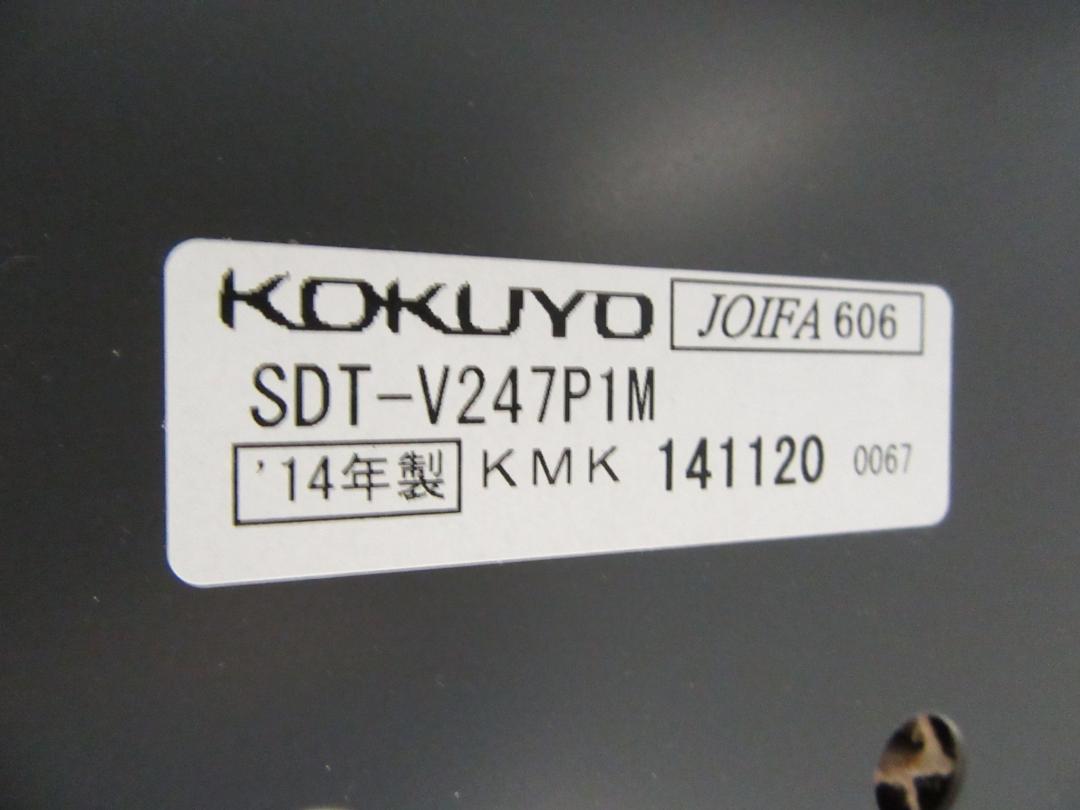 KOKUYO JOIFA 606
SDT-V247P1M
'14年製 KMK 141120 0067